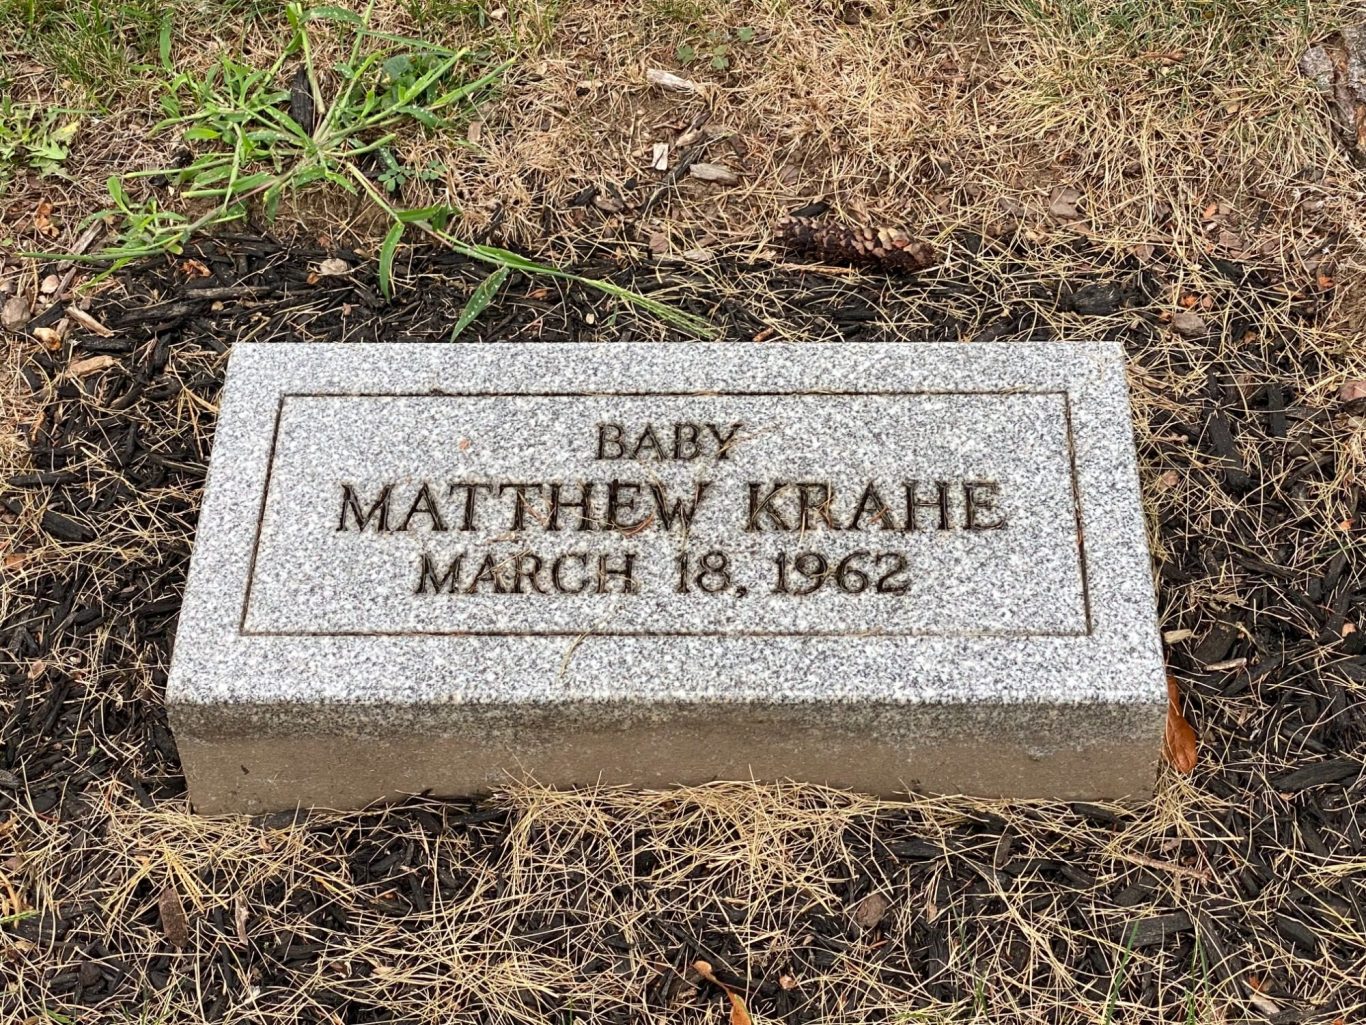 BABY
MATTHEW KRAHE
MARCH 18, 1962